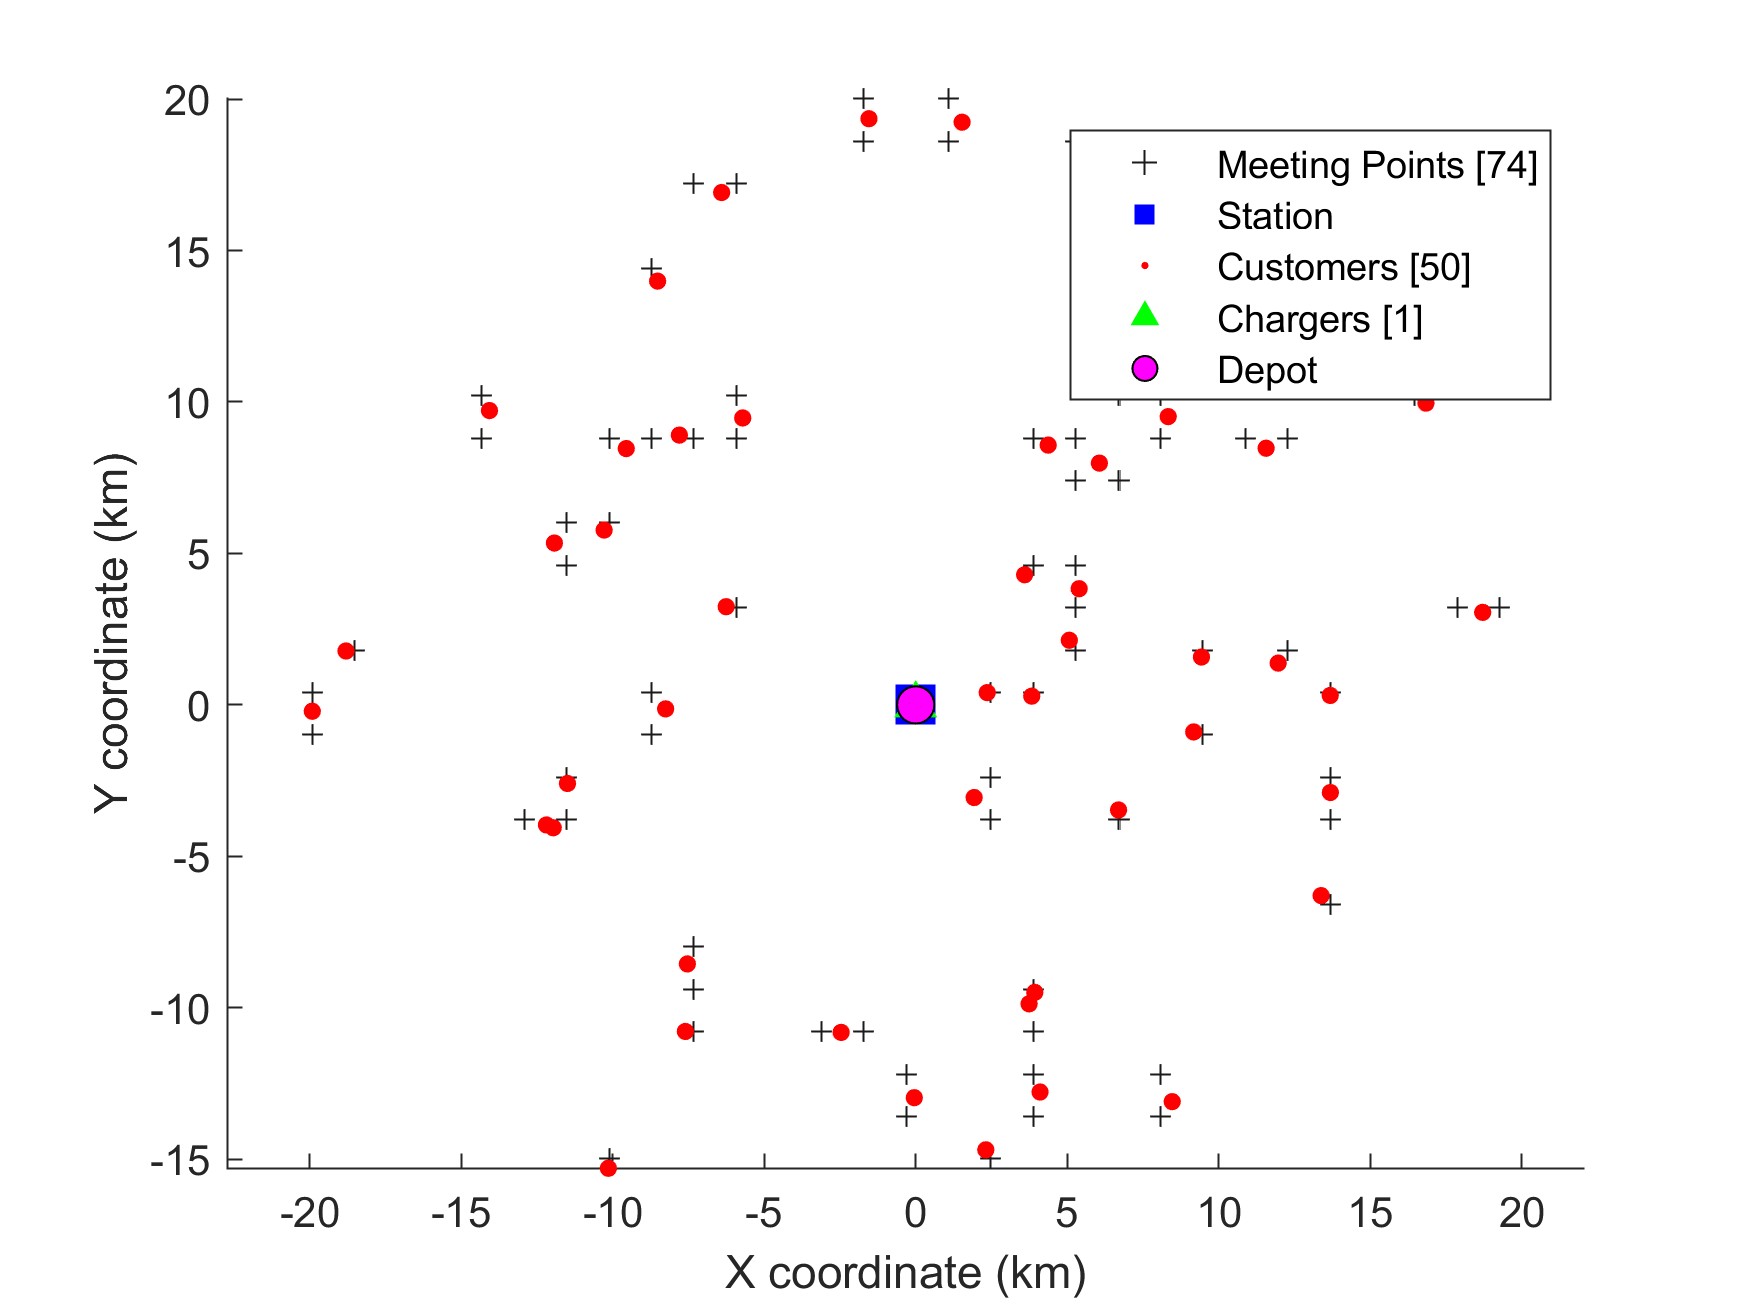 20
15
10
5
0
-5
-10
-15
Y coordinate (km)
Meeting Points [74]
Station
Customers [50]
Chargers [1]
Depot
-20 -15 -10 -5 0 5 10 15 20
X coordinate (km)